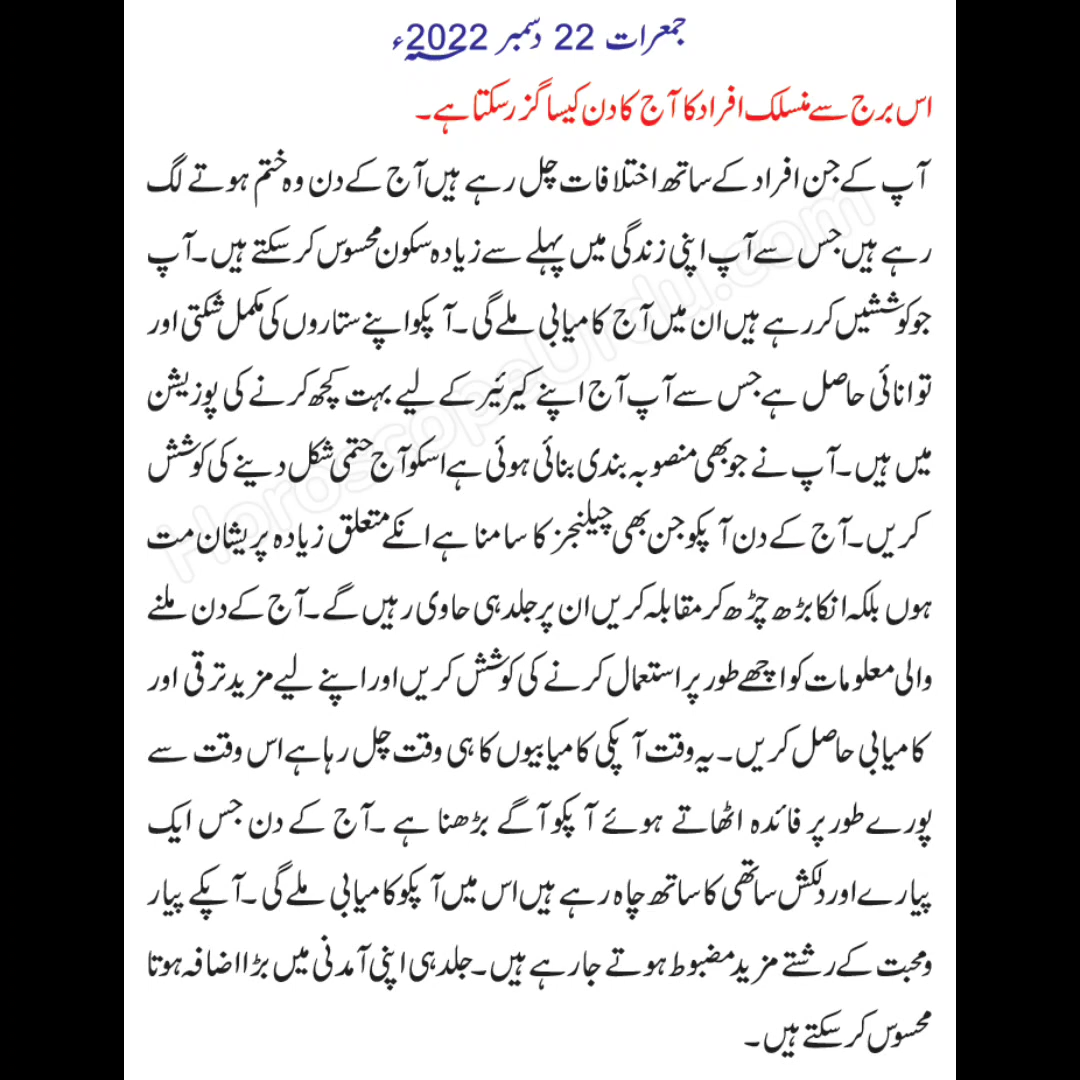 جمعرات 22 دسمبر 2022ء
اس برج سے منسلک افراد کا آج کا دن کیسا گزر سکتا ہے۔
آپ کے جن افراد کے ساتھ اختلافات چل رہے ہیں آج کے دن وہ ختم ہوتے لگ
رہے ہیں جس سے آپ اپنی زندگی میں پہلے سے زیادہ سکون محسوس کر سکتے ہیں۔ آپ
جو کوششیں کر رہے ہیں ان میں آج کامیابی ملے گی۔ آپکو اپنے ستاروں کی مکمل شکتی اور
توانائی حاصل ہے جس سے آپ آج اپنے کیرئیر کے لیے بہت کچھ کرنے کی پوزیشن
میں ہیں۔ آپ نے جو بھی منصوبہ بندی بنائی ہوئی ہے اسکو آج حتمی شکل دینے کی کوشش
کریں۔ آج کے دن آپکو جن بھی چیلنجز کا سامنا ہے انکے متعلق زیادہ پریشان مت
ہوں بلکہ انکا بڑھ چڑھ کر مقابلہ کریں ان پر جلد ہی حاوی رہیں گے۔ آج کے دن ملنے
والی معلومات کو اچھے طور پر استعمال کرنے کی کوشش کریں اور اپنے لیے مزید ترقی اور
کامیابی حاصل کریں۔ یہ وقت آپکی کامیابیوں کا ہی وقت چل رہا ہے اس وقت سے
پورے طور پر فائدہ اٹھاتے ہوئے آپکو آگے بڑھنا ہے۔ آج کے دن جس ایک
پیارے اور دلکش ساتھی کا ساتھ چاہ رہے ہیں اس میں آپکو کامیابی ملے گی۔ آپکے پیار
و محبت کے رشتے مزید مضبوط ہوتے جا رہے ہیں۔ جلد ہی اپنی آمدنی میں بڑا اضافہ ہوتا
محسوس کر سکتے ہیں۔
HoroscopeUrdu.com